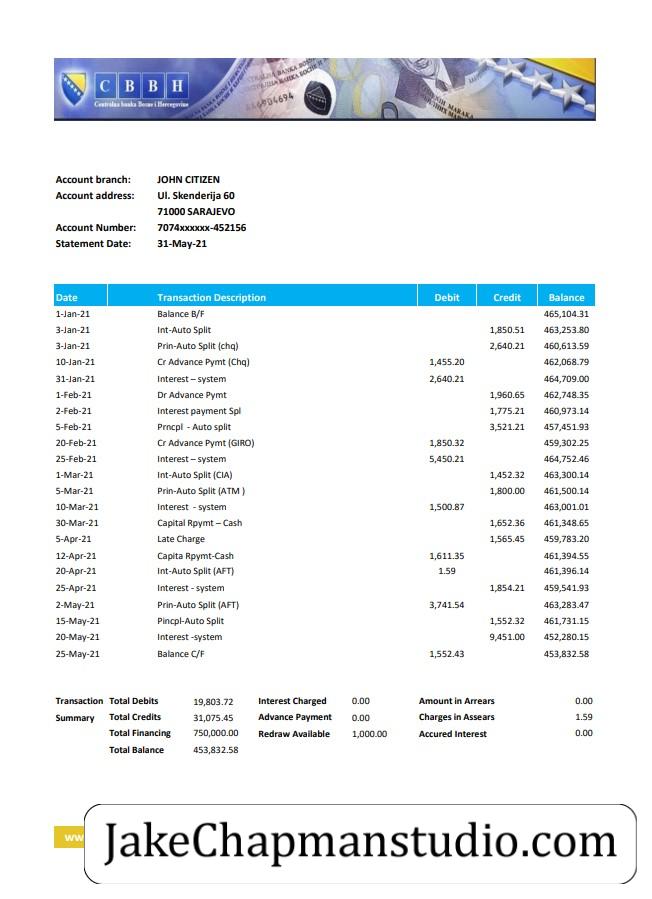 C B B H
Centralna banka Bosne i Hercegovine
Account branch: JOHN CITIZEN
Account address: Ul. Skenderija 60
71000 SARAJEVO
Account Number: 7074xxxxxx-452156
Statement Date: 31-May-21
Date Transaction Description Debit Credit Balance
1-Jan-21 Balance B/F 465,104.31
3-Jan-21 Int-Auto Split 1,850.51 463,253.80
3-Jan-21 Prin-Auto Split (chq) 2,640.21 460,613.59
10-Jan-21 Cr Advance Pymt (Chq) 1,455.20 462,068.79
31-Jan-21 Interest – system 2,640.21 464,709.00
1-Feb-21 Dr Advance Pymt 1,960.65 462,748.35
2-Feb-21 Interest payment Spl 1,775.21 460,973.14
5-Feb-21 Prncpl - Auto split 3,521.21 457,451.93
20-Feb-21 Cr Advance Pymt (GIRO) 1,850.32 459,302.25
25-Feb-21 Interest – system 5,450.21 464,752.46
1-Mar-21 Int-Auto Split (CIA) 1,452.32 463,300.14
5-Mar-21 Prin-Auto Split (ATM ) 1,800.00 461,500.14
10-Mar-21 Interest - system 1,500.87 463,001.01
30-Mar-21 Capital Rpymt – Cash 1,652.36 461,348.65
5-Apr-21 Late Charge 1,565.45 459,783.20
12-Apr-21 Capita Rpymt-Cash 1,611.35 461,394.55
20-Apr-21 Int-Auto Split (AFT) 1.59 461,396.14
25-Apr-21 Interest - system 1,854.21 459,541.93
2-May-21 Prin-Auto Split (AFT) 3,741.54 463,283.47
15-May-21 Pincpl-Auto Split 1,552.32 461,731.15
20-May-21 Interest -system 9,451.00 452,280.15
25-May-21 Balance C/F 1,552.43 453,832.58
Transaction Total Debits 19,803.72 Interest Charged 0.00 Amount in Arrears 0.00
Summary Total Credits 31,075.45 Advance Payment 0.00 Charges in Assears 1.59
Total Financing 750,000.00 Redraw Available 1,000.00 Accured Interest 0.00
Total Balance 453,832.58
JakeChapmanstudio.com